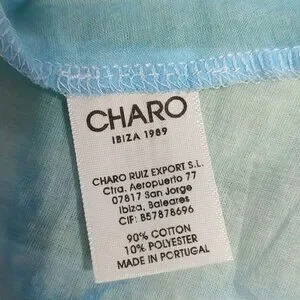 CHARO
IBIZA 1989
CHARO RUIZ EXPORT S.L.
Ctra. Aeropuerto 77
07817 San Jorge
Ibiza, Baleares
CIF: B57878696
90% COTTON
10% POLYESTER
MADE IN PORTUGAL